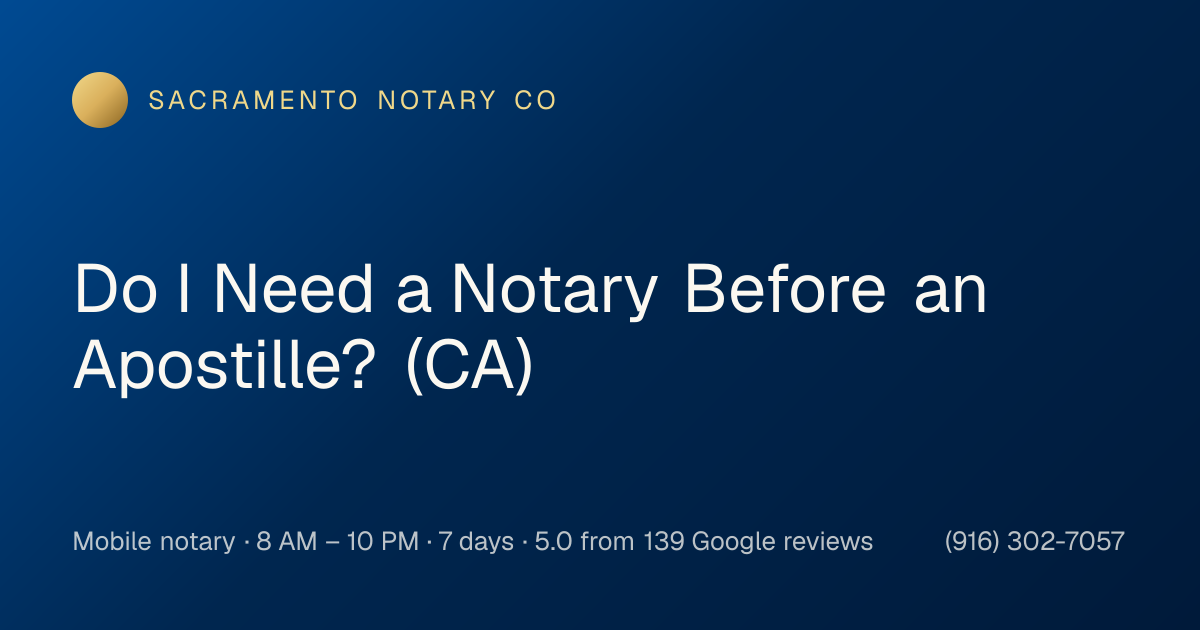 SACRAMENTO NOTARY CO
Do I Need a Notary Before an
Apostille? (CA)
Mobile notary · 8 AM – 10 PM · 7 days · 5.0 from 139 Google reviews
(916) 302-7057